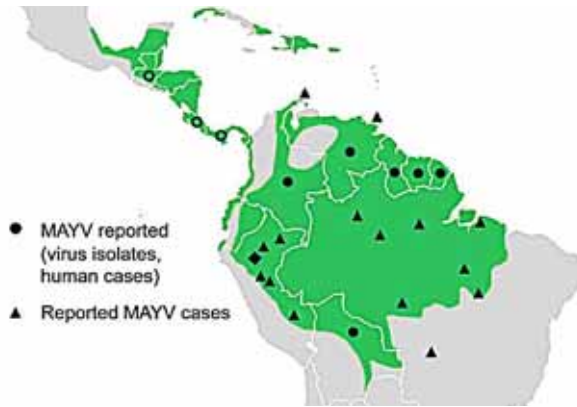 MAYV reported
(virus isolates,
human cases)
Reported MAYV cases